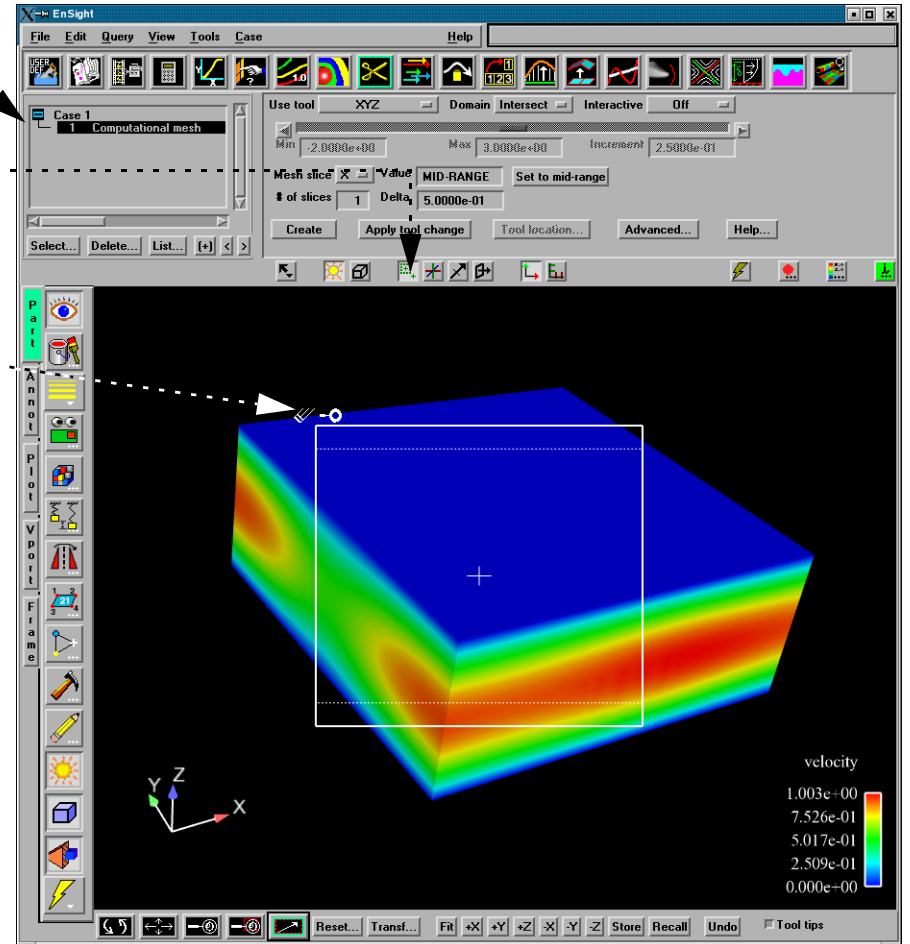 EnSight
File Edit Query View Tools Case Help
USER DEF
1.0
1 2 3
Case 1
1 Computational mesh
Select... Delete... List... (+) < >
Use tool XYZ Domain Intersect Interactive Off
Min -2.0000e+00 Max 3.0000e+00 Increment 2.5000e-01
Mesh slice X Value MID-RANGE Set to mid-range
# of slices 1 Delta 5.0000e-01
Create Apply tool change Tool location... Advanced... Help...
Part
Annot
Plot
Vport
Frame
1 2
21
3 4
Y Z X
velocity
1.003e+00
7.526e-01
5.017e-01
2.509e-01
0.000e+00
Reset... Transf... Fit +X +Y +Z -X -Y -Z Store Recall Undo Tool tips